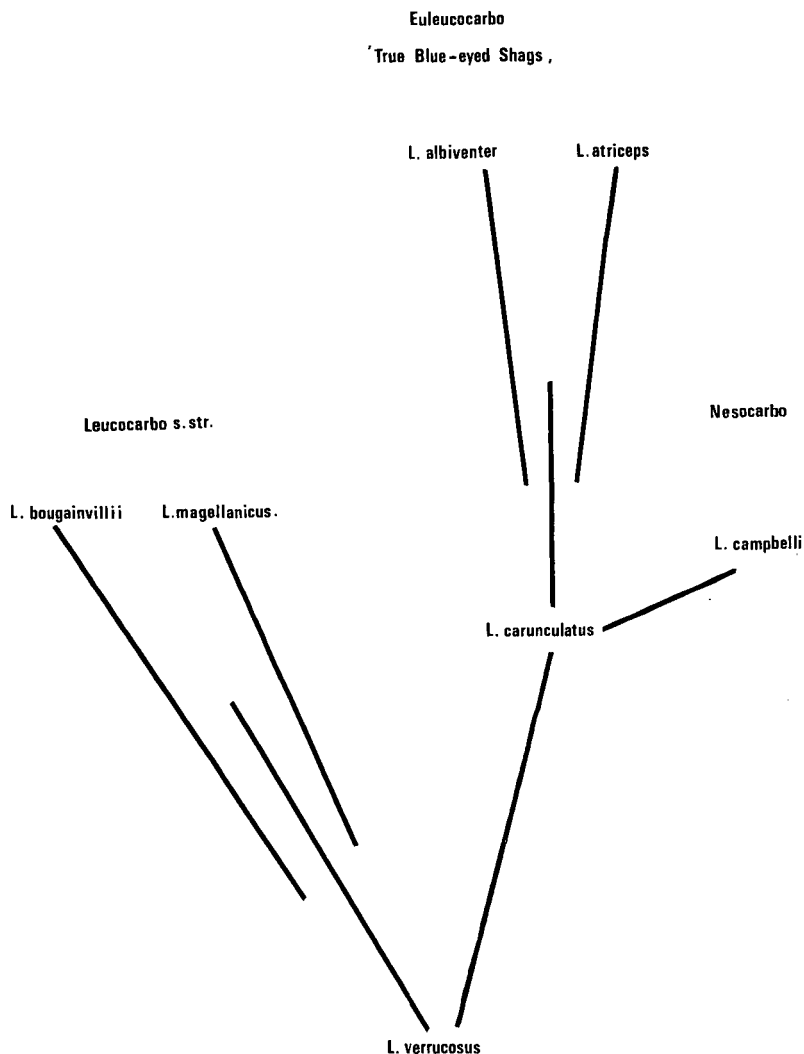 Euleucocarbo
'True Blue-eyed Shags,
L. albiventer
L. atriceps
Leucocarbo s. str.
Nesocarbo
L. bougainvillii
L. magellanicus.
L. campbelli
L. carunculatus
L. verrucosus